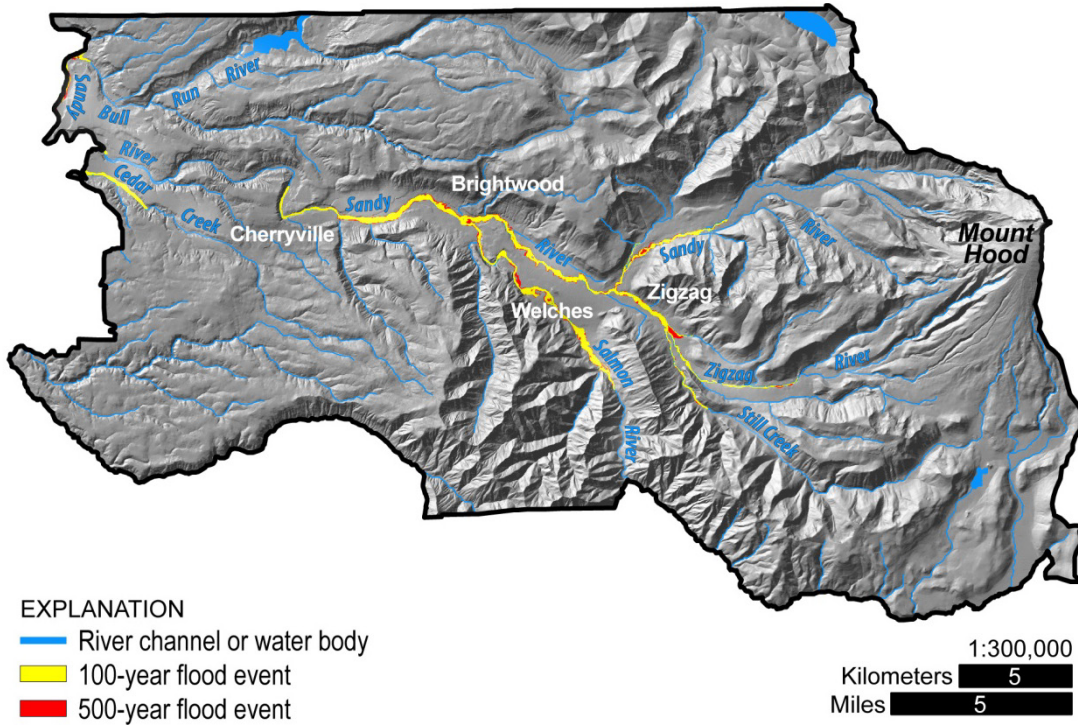 Run River
Sandy
Bull
River
Cedar
Creek
Brightwood
Sandy
Cherryville
River
Sandy
River
Mount
Hood
Zigzag
Welches
Salmon
River
Zigzag
River
Still Creek
EXPLANATION
River channel or water body
100-year flood event
500-year flood event
1:300,000
Kilometers 5
Miles 5